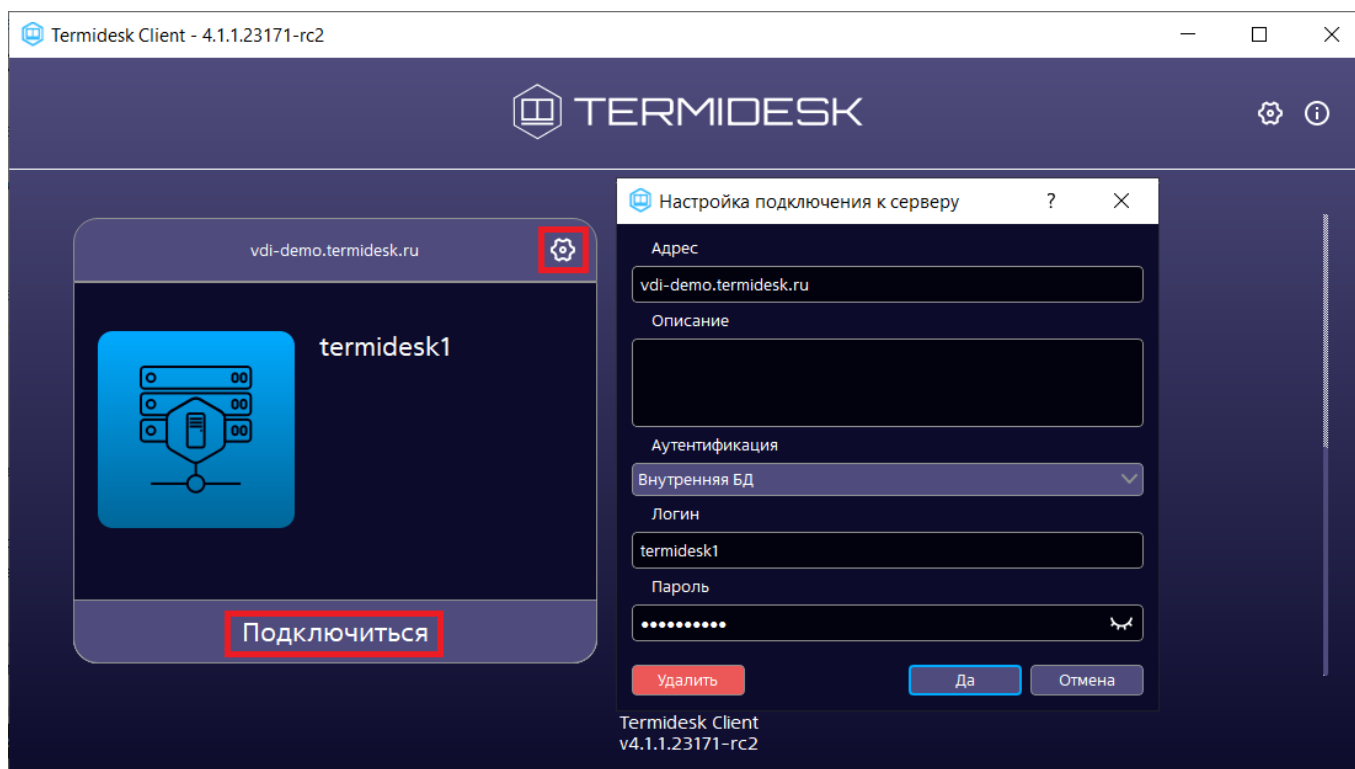 Termidesk Client - 4.1.1.23171-rc2
TERMIDESK
vdi-demo.termidesk.ru
termidesk1
Подключиться
Настройка подключения к серверу
?
Адрес
vdi-demo.termidesk.ru
Описание
Аутентификация
Внутренняя БД
Логин
termidesk1
Пароль
••••••••••
Удалить
Да
Отмена
Termidesk Client
v4.1.1.23171-rc2